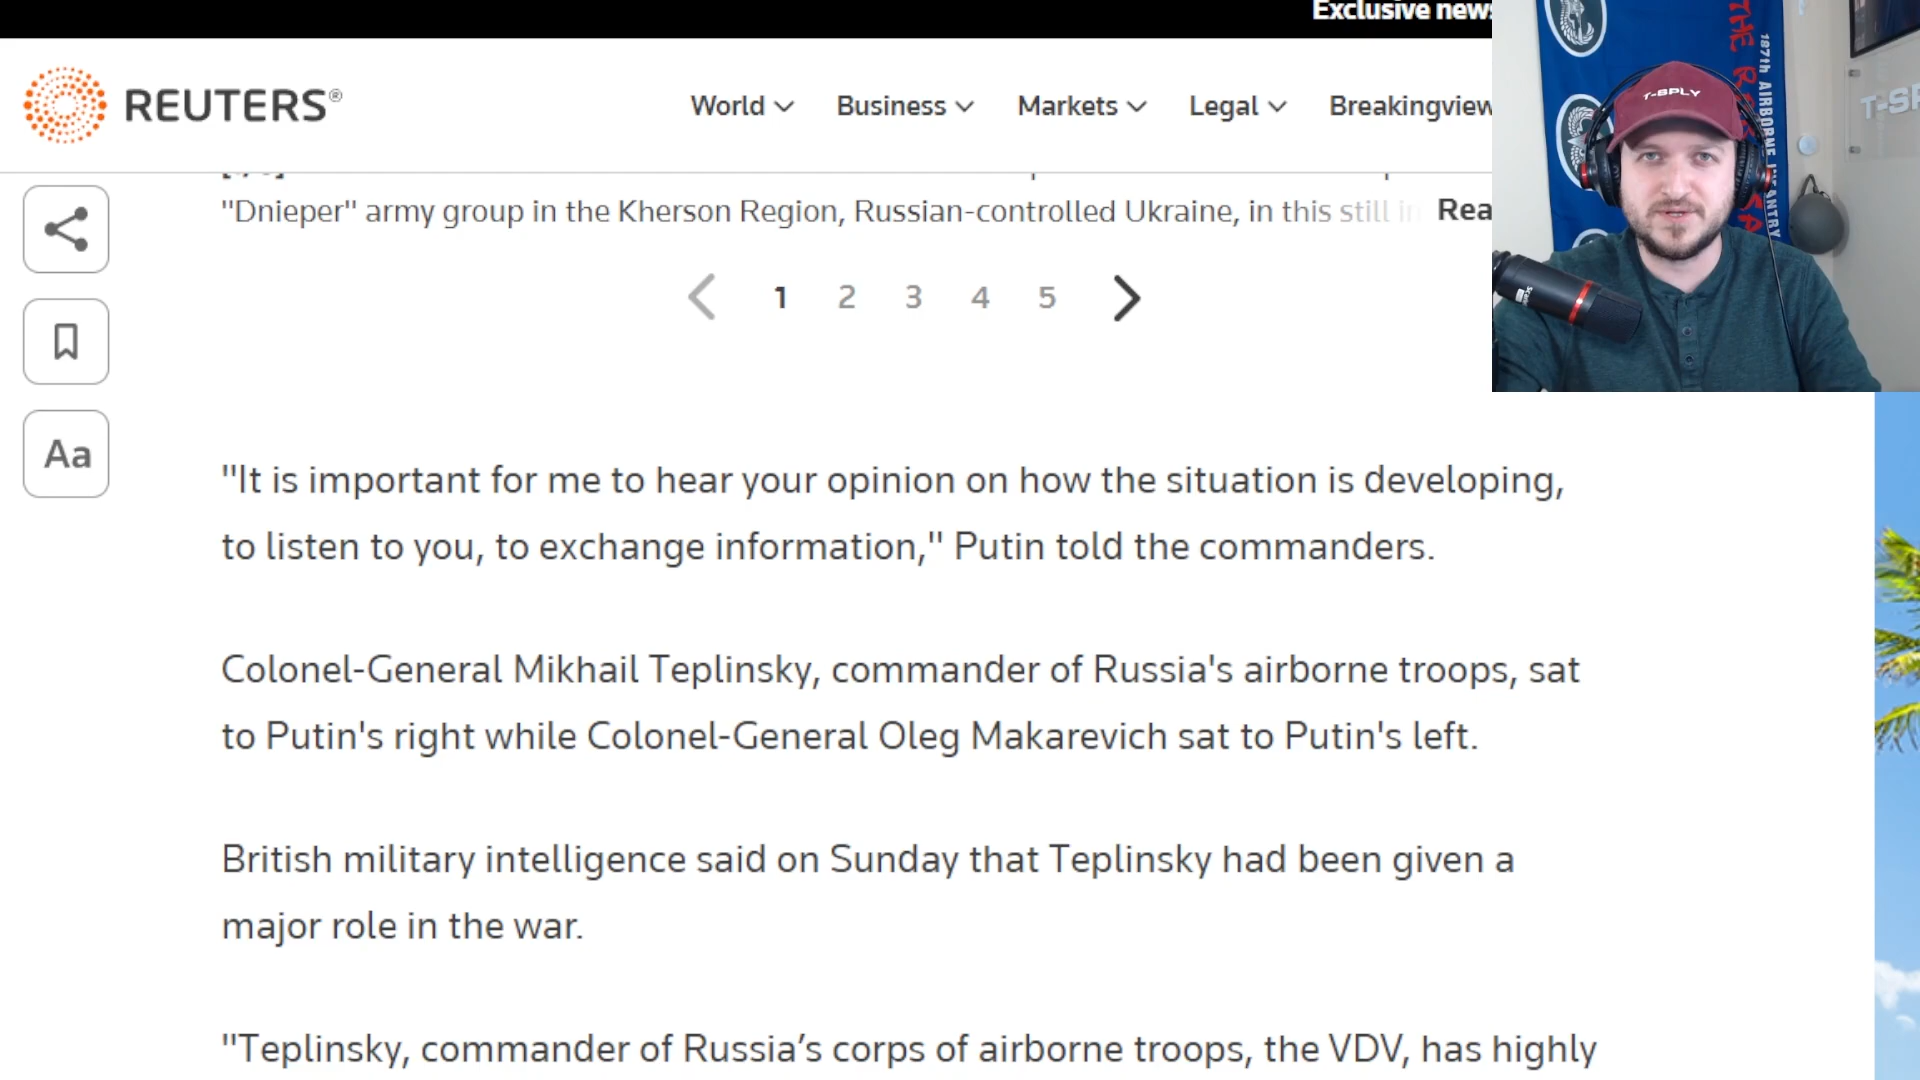 Exclusive news
REUTERS®
World
Business
Markets
Legal
Breakingview
"Dnieper" army group in the Kherson Region, Russian-controlled Ukraine, in this still
Rea
1 2 3 4 5
Aa
"It is important for me to hear your opinion on how the situation is developing,
to listen to you, to exchange information," Putin told the commanders.
Colonel-General Mikhail Teplinsky, commander of Russia's airborne troops, sat
to Putin's right while Colonel-General Oleg Makarevich sat to Putin's left.
British military intelligence said on Sunday that Teplinsky had been given a
major role in the war.
"Teplinsky, commander of Russia’s corps of airborne troops, the VDV, has highly
T-SPLY
THE
187th AIRBORNE INFANTRY
T-SP